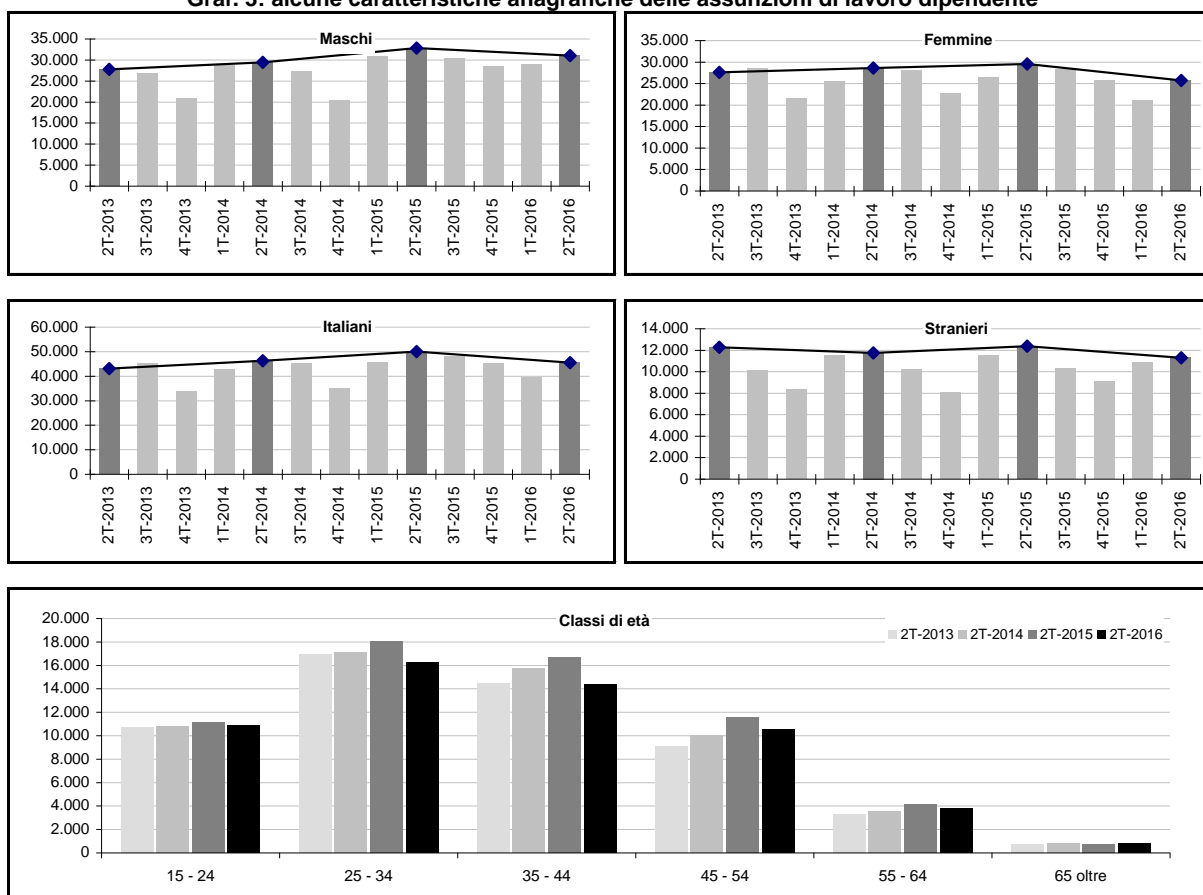 Graf. 3: alcune caratteristiche anagrafiche delle assunzioni di lavoro dipendente
Maschi
35.000
30.000
25.000
20.000
15.000
10.000
5.000
0
2T-2013
3T-2013
4T-2013
1T-2014
2T-2014
3T-2014
4T-2014
1T-2015
2T-2015
3T-2015
4T-2015
1T-2016
2T-2016
Femmine
35.000
30.000
25.000
20.000
15.000
10.000
5.000
0
2T-2013
3T-2013
4T-2013
1T-2014
2T-2014
3T-2014
4T-2014
1T-2015
2T-2015
3T-2015
4T-2015
1T-2016
2T-2016
Italiani
60.000
50.000
40.000
30.000
20.000
10.000
0
2T-2013
3T-2013
4T-2013
1T-2014
2T-2014
3T-2014
4T-2014
1T-2015
2T-2015
3T-2015
4T-2015
1T-2016
2T-2016
Stranieri
14.000
12.000
10.000
8.000
6.000
4.000
2.000
0
2T-2013
3T-2013
4T-2013
1T-2014
2T-2014
3T-2014
4T-2014
1T-2015
2T-2015
3T-2015
4T-2015
1T-2016
2T-2016
Classi di età
2T-2013 2T-2014 2T-2015 2T-2016
20.000
18.000
16.000
14.000
12.000
10.000
8.000
6.000
4.000
2.000
0
15 - 24 25 - 34 35 - 44 45 - 54 55 - 64 65 oltre